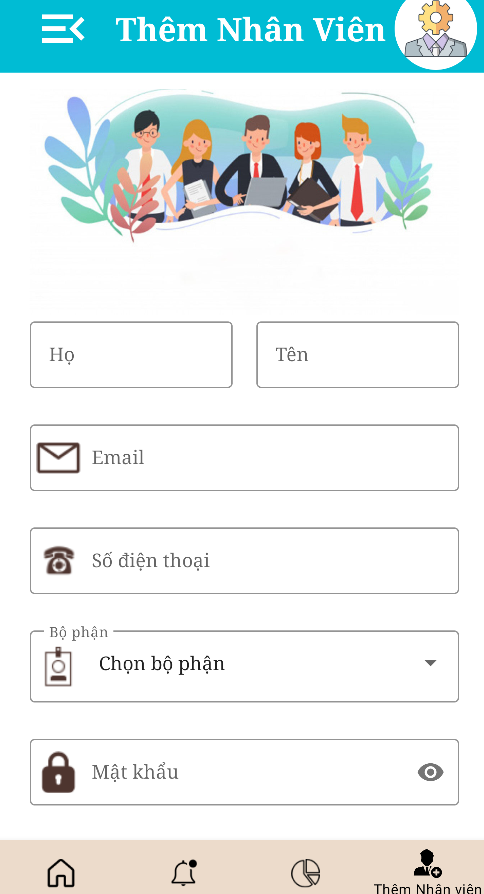 Thêm Nhân Viên
Họ
Tên
Email
Số điện thoại
Bộ phận
Chọn bộ phận
Mật khẩu
Thêm Nhân viên